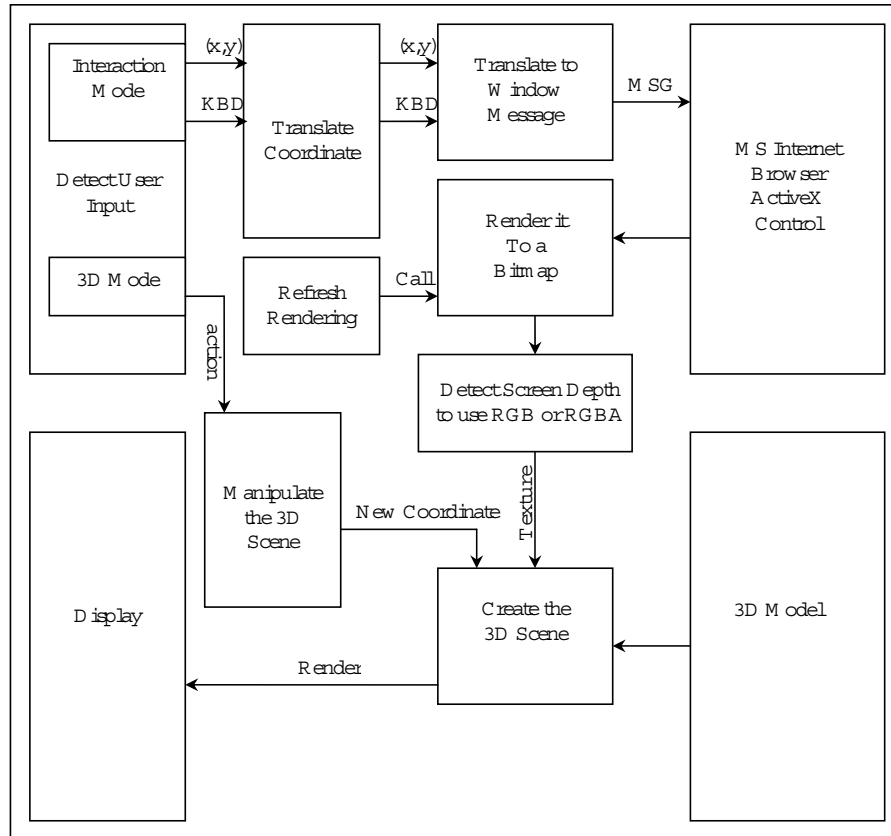 Interaction
Mode
(x,y)
KBD
Detect User
Input
3D Mode
action
Translate
Coordinate
(x,y)
KBD
Translate to
Window
Message
MSG
MS Internet
Browser
ActiveX
Control
Refresh
Rendering
Call
Render it
To a
Bitmap
Detect Screen Depth
to use RGB or RGBA
Texture
Manipulate
the 3D
Scene
New Coordinate
Create the
3D Scene
3D Model
Render
Display